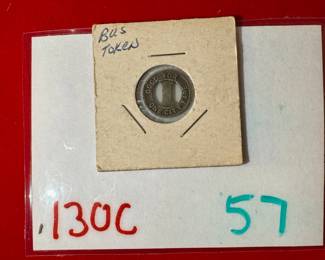 BUS
TOKEN
.130C
57